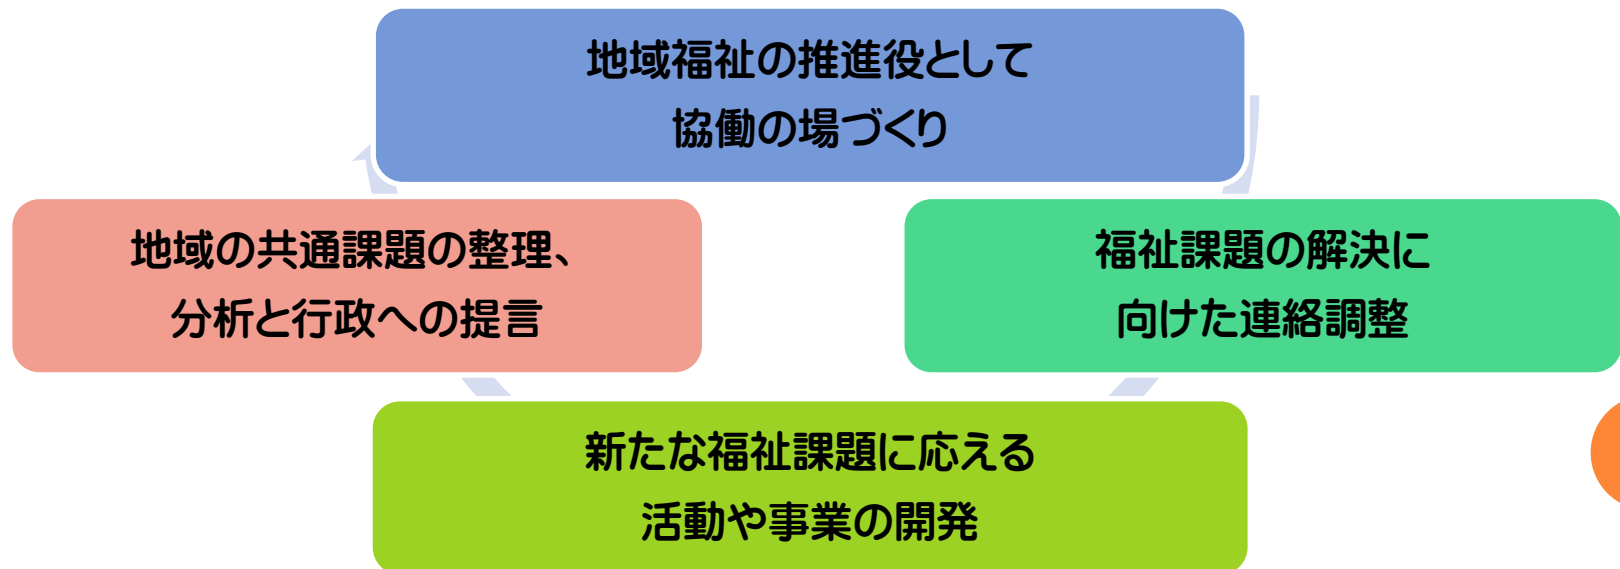 地域福祉の推進役として
協働の場づくり
地域の共通課題の整理、
分析と行政への提言
福祉課題の解決に
向けた連絡調整
新たな福祉課題に応える
活動や事業の開発